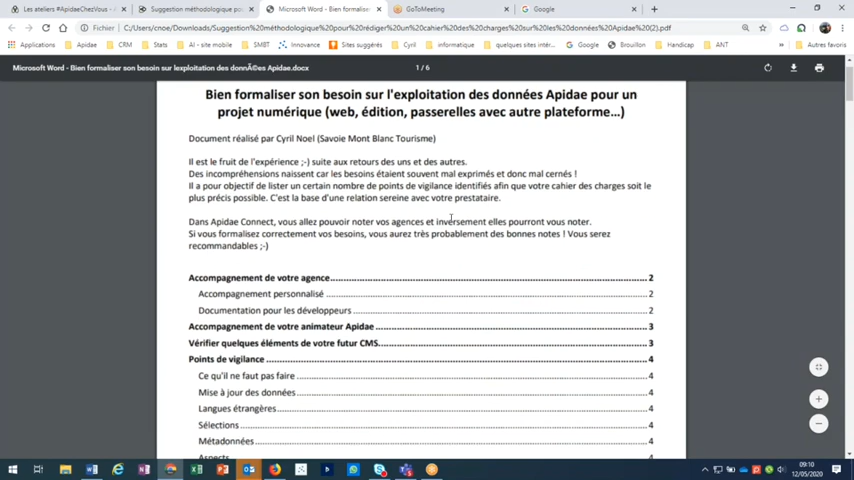 Les ateliers #ApidaeChezVous -
Suggestion méthodologique po
Microsoft Word - Bien formaliser
GoToMeeting
Google
Fichier
C:/Users/cnoe/Downloads/Suggestion%20méthodologique%20pour%20rédiger%20un%20cahier%20des%20charges%20sur%20les%20données%20Apidae%20(2).pdf
Applications
Apidae
CRM
Stats
AI - site mobile
SMBT
Innovance
Sites suggérés
Cyril
informatique
quelques sites intér...
Google
Brouillon
Handicap
ANT
Autres favoris
Microsoft Word - Bien formaliser son besoin sur lexploitation des donnÃ©es Apidae.docx
1 / 6
Bien formaliser son besoin sur l'exploitation des données Apidae pour un
projet numérique (web, édition, passerelles avec autre plateforme…)
Document réalisé par Cyril Noel (Savoie Mont Blanc Tourisme)
Il est le fruit de l'expérience ;-) suite aux retours des uns et des autres.
Des incompréhensions naissent car les besoins étaient souvent mal exprimés et donc mal cernés !
Il a pour objectif de lister un certain nombre de points de vigilance identifiés afin que votre cahier des charges soit le
plus précis possible. C'est la base d'une relation sereine avec votre prestataire.
Dans Apidae Connect, vous allez pouvoir noter vos agences et inversement elles pourront vous noter.
Si vous formalisez correctement vos besoins, vous aurez très probablement des bonnes notes ! Vous serez
recommandables ;-)
Accompagnement de votre agence 2
Accompagnement personnalisé 2
Documentation pour les développeurs 2
Accompagnement de votre animateur Apidae 3
Vérifier quelques éléments de votre futur CMS. 3
Points de vigilance 4
Ce qu'il ne faut pas faire 4
Mise à jour des données 4
Langues étrangères 4
Sélections 4
Métadonnées 4
Aspects 4
09:10
12/05/2020